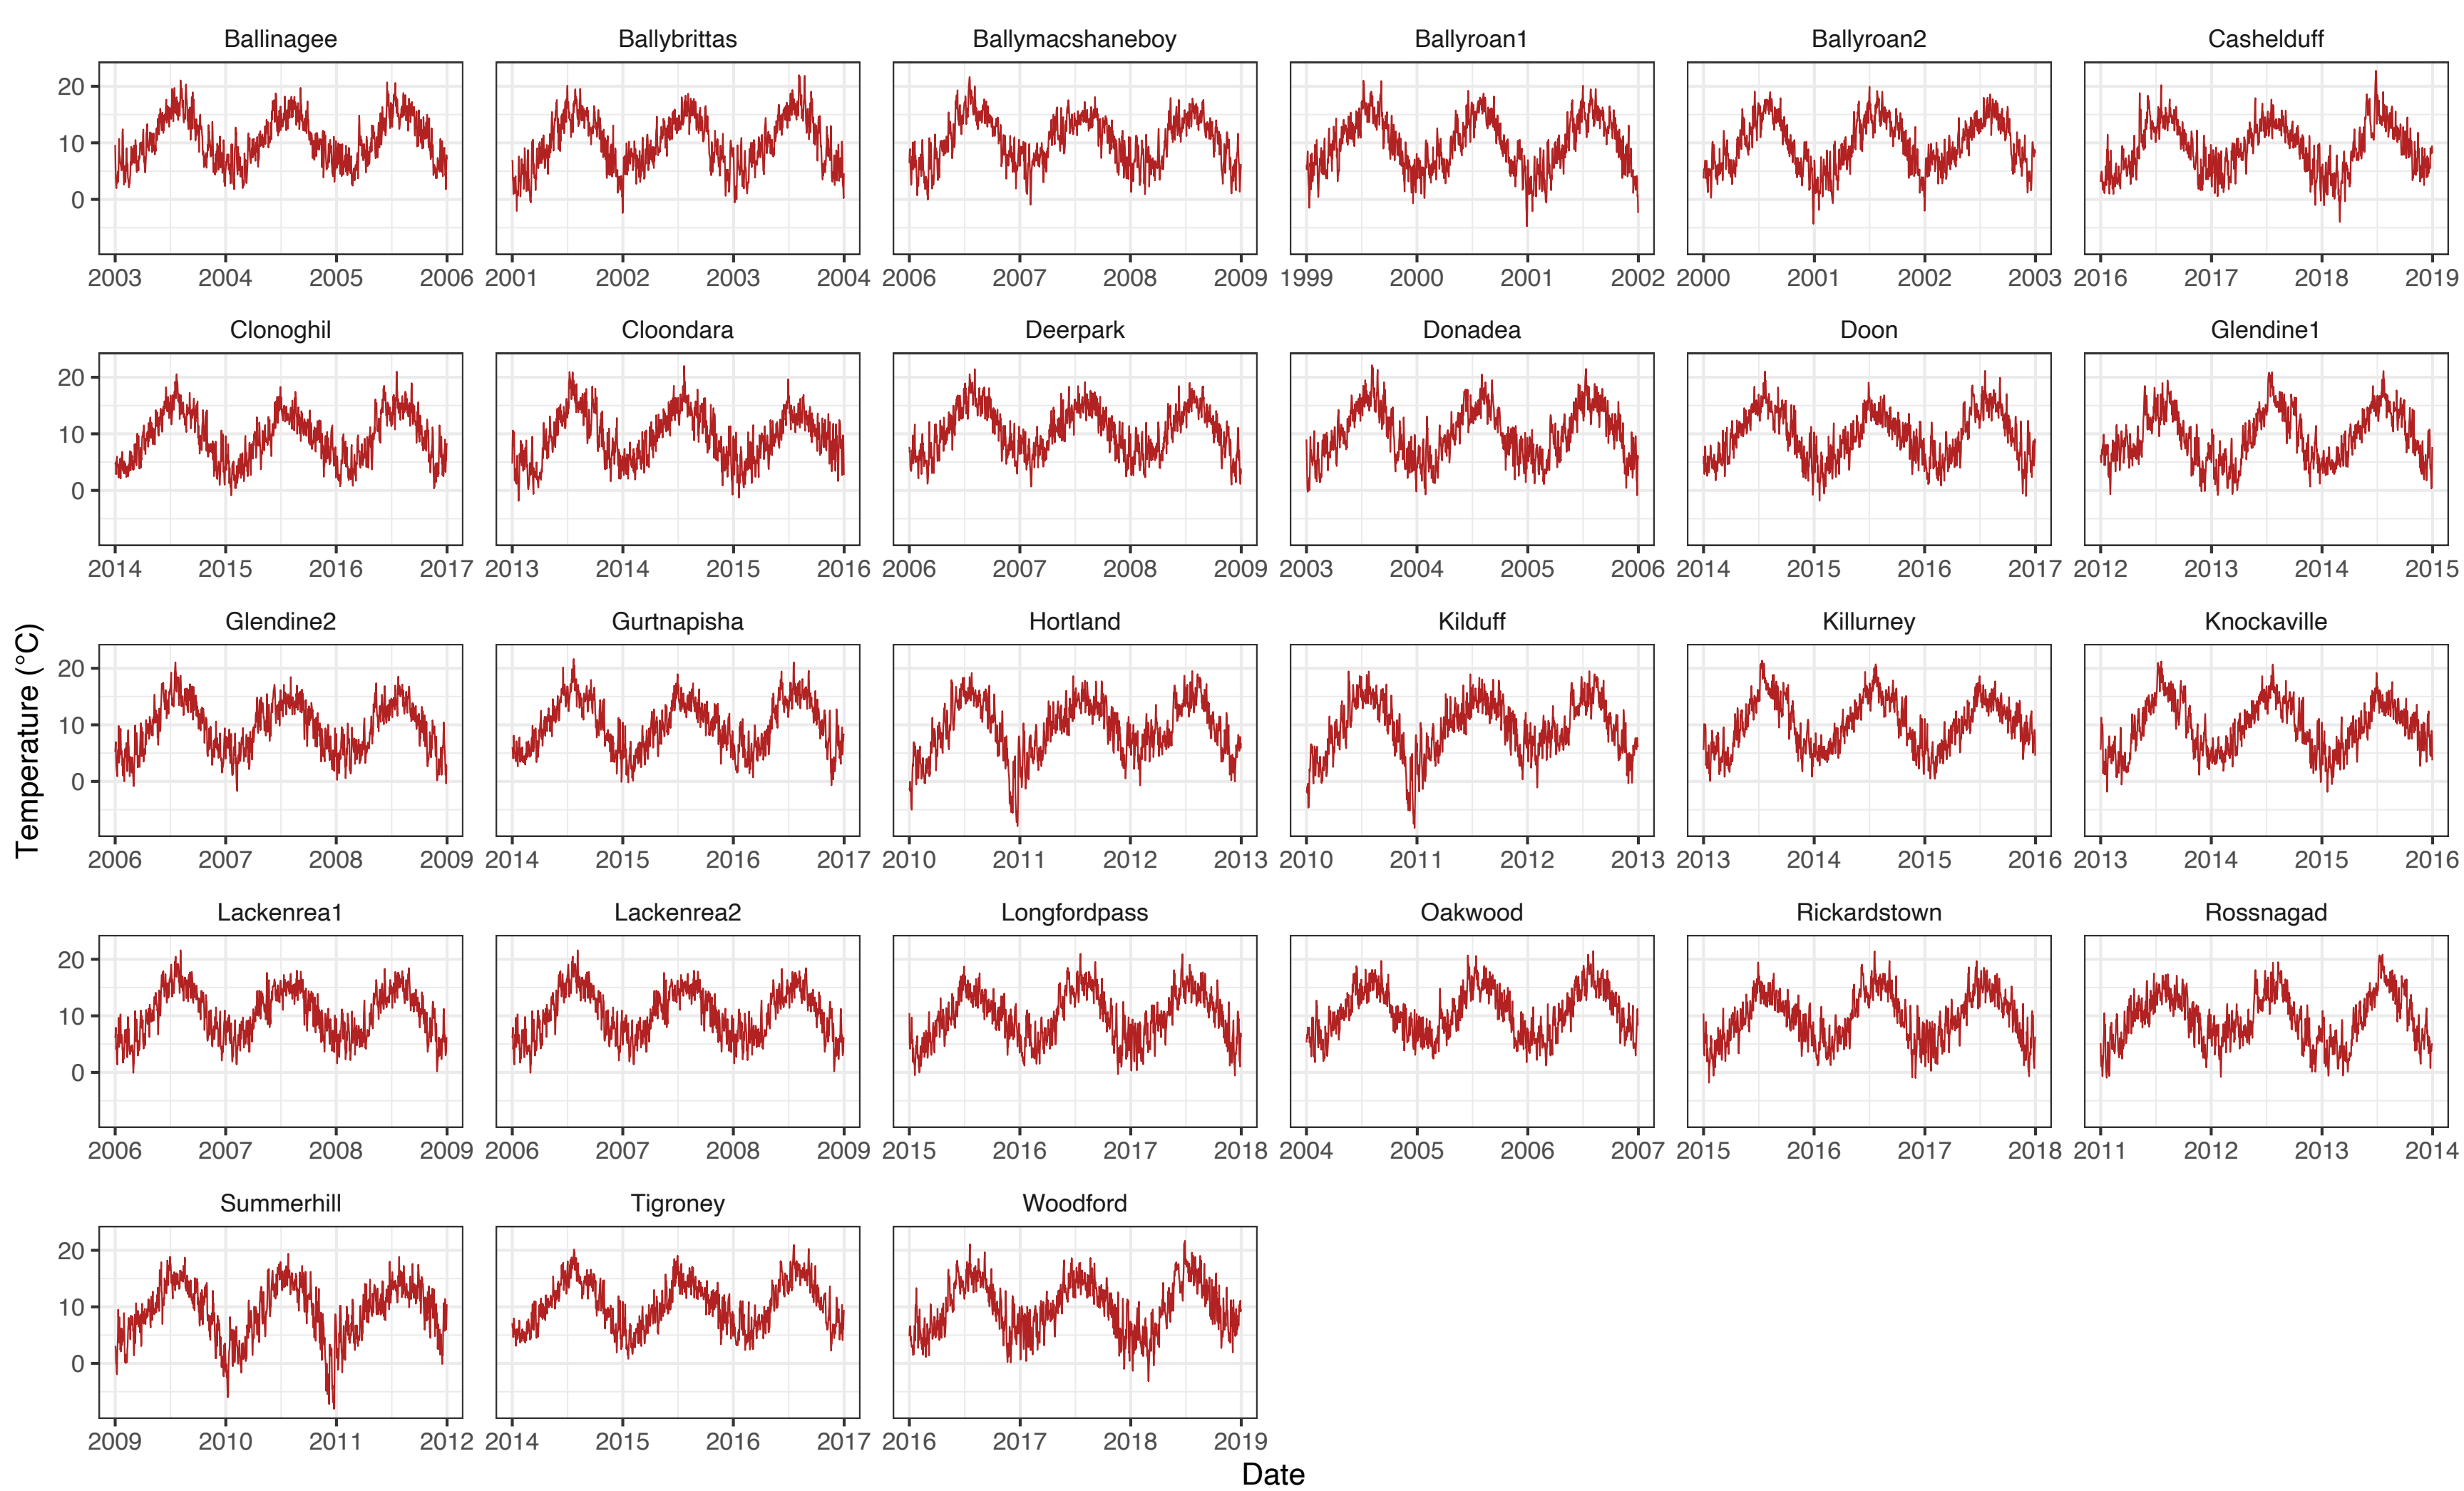 Ballinagee Ballybrittas Ballymacshaneboy Ballyroan1 Ballyroan2 Cashelduff
20
10
0
2003 2004 2005 2006 2001 2002 2003 2004 2006 2007 2008 2009 1999 2000 2001 2002 2000 2001 2002 2003 2016 2017 2018 2019
Clonoghil Cloondara Deerpark Donadea Doon Glendine1
20
10
0
2014 2015 2016 2017 2013 2014 2015 2016 2006 2007 2008 2009 2003 2004 2005 2006 2014 2015 2016 2017 2012 2013 2014 2015
Temperature (°C)
Glendine2 Gurtnapisha Hortland Kilduff Killurney Knockaville
20
10
0
2006 2007 2008 2009 2014 2015 2016 2017 2010 2011 2012 2013 2010 2011 2012 2013 2013 2014 2015 2016 2013 2014 2015 2016
Lackenrea1 Lackenrea2 Longfordpass Oakwood Rickardstown Rossnagad
20
10
0
2006 2007 2008 2009 2006 2007 2008 2009 2015 2016 2017 2018 2004 2005 2006 2007 2015 2016 2017 2018 2011 2012 2013 2014
Summerhill Tigroney Woodford
20
10
0
2009 2010 2011 2012 2014 2015 2016 2017 2016 2017 2018 2019
Date